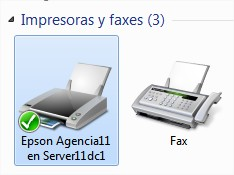 Impresoras y faxes (3)
Epson Agencia11
en Server11dc1
Fax